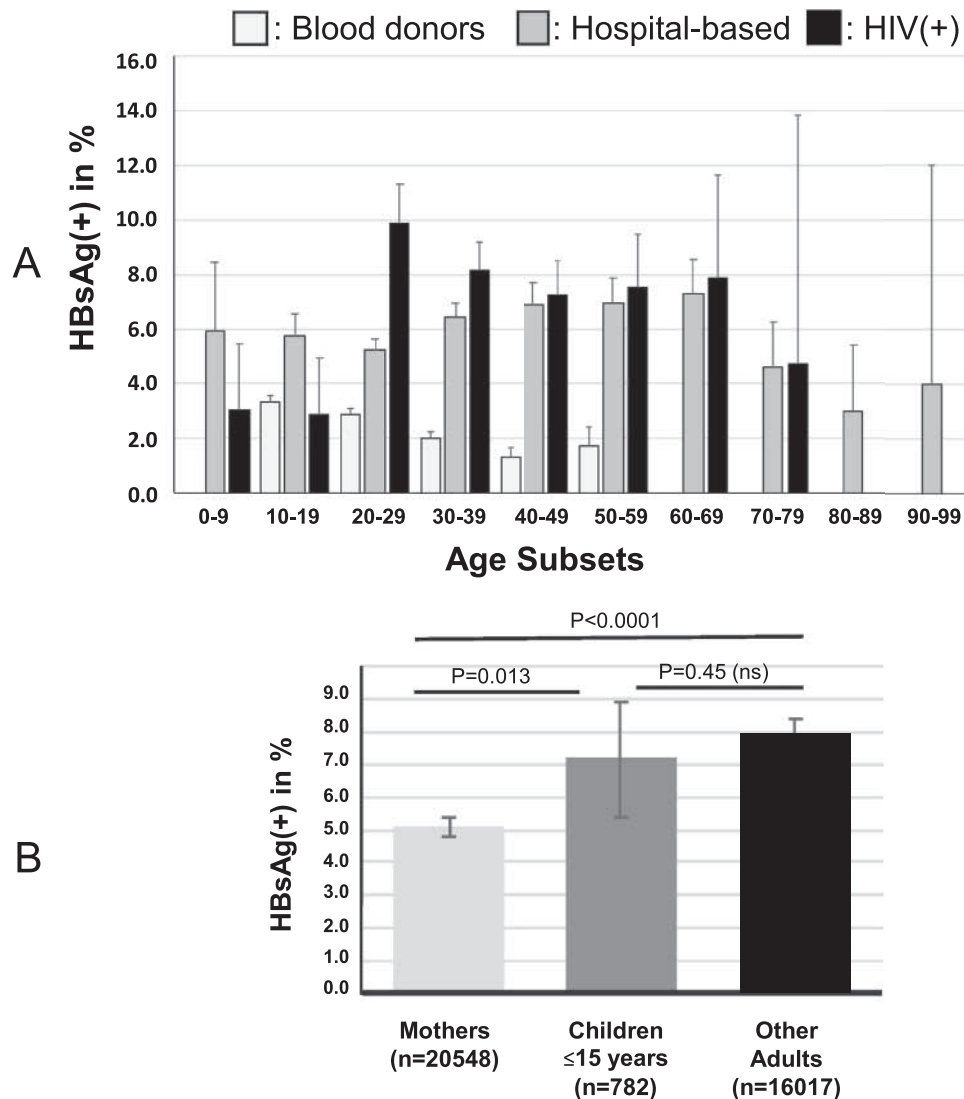 : Blood donors : Hospital-based : HIV(+)
A
HBsAg(+) in %
16.0
14.0
12.0
10.0
8.0
6.0
4.0
2.0
0.0
0-9 10-19 20-29 30-39 40-49 50-59 60-69 70-79 80-89 90-99
Age Subsets
B
P<0.0001
P=0.013 P=0.45 (ns)
HBsAg(+) in %
9.0
8.0
7.0
6.0
5.0
4.0
3.0
2.0
1.0
0.0
Mothers
(n=20548)
Children
≤15 years
(n=782)
Other
Adults
(n=16017)